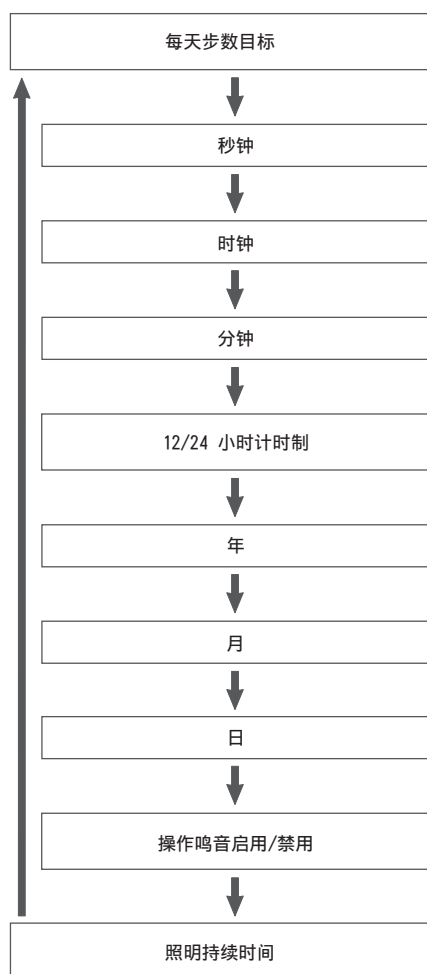 每天步数目标
秒钟
时钟
分钟
12/24 小时计时制
年
月
日
操作鸣音启用/禁用
照明持续时间